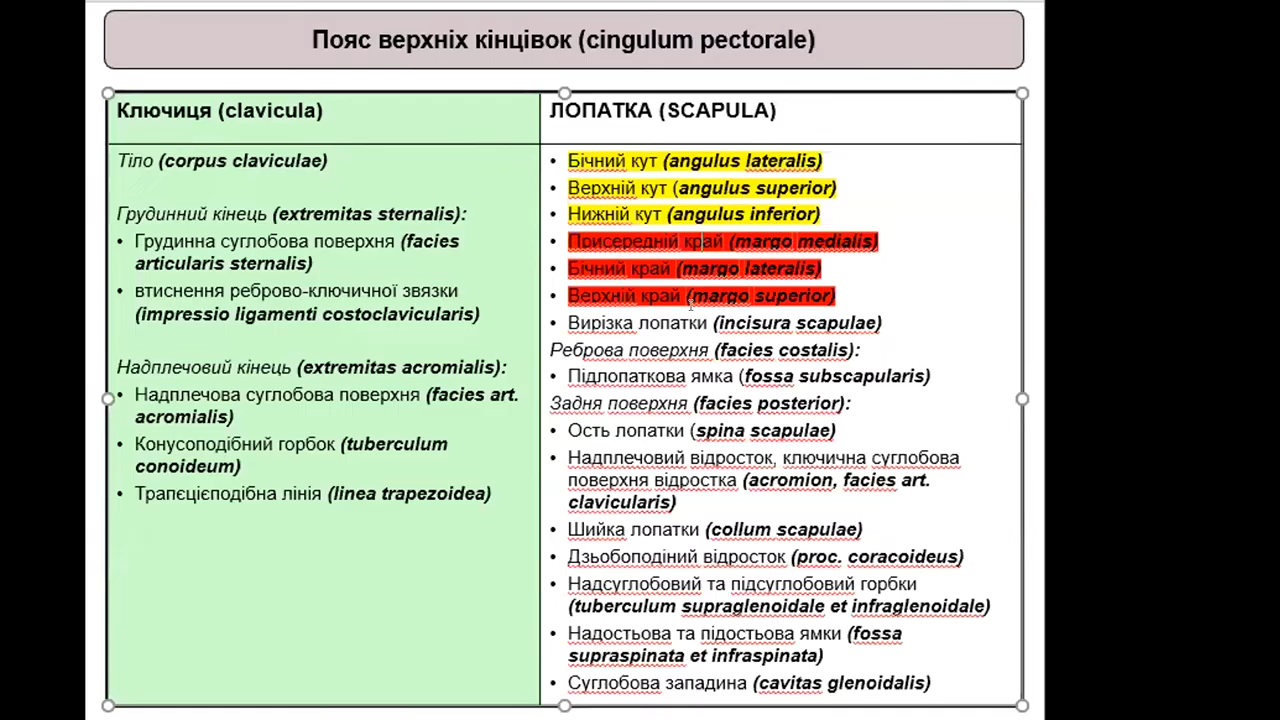 Пояс верхніх кінцівок (cingulum pectorale)
Ключиця (clavicula)
Тіло (corpus claviculae)
Грудинний кінець (extremitas sternalis):
• Грудинна суглобова поверхня (facies
articularis sternalis)
• втиснення реброво-ключичної звязки
(impressio ligamenti costoclavicularis)
Надплечовий кінець (extremitas acromialis):
• Надплечова суглобова поверхня (facies art.
acromialis)
• Конусоподібний горбок (tuberculum
conoideum)
• Трапєцієподібна лінія (linea trapezoidea)
ЛОПАТКА (SCAPULA)
• Бічний кут (angulus lateralis)
• Верхній кут (angulus superior)
• Нижній кут (angulus inferior)
• Присередній край (margo medialis)
• Бічний край (margo lateralis)
• Верхній край (margo superior)
• Вирізка лопатки (incisura scapulae)
Реброва поверхня (facies costalis):
• Підлопаткова ямка (fossa subscapularis)
Задня поверхня (facies posterior):
• Ость лопатки (spina scapulae)
• Надплечовий відросток, ключична суглобова
поверхня відростка (acromion, facies art.
clavicularis)
• Шийка лопатки (collum scapulae)
• Дзьобоподіний відросток (proc. coracoideus)
• Надсуглобовий та підсуглобовий горбки
(tuberculum supraglenoidale et infraglenoidale)
• Надостьова та підостьова ямки (fossa
supraspinata et infraspinata)
• Суглобова западина (cavitas glenoidalis)